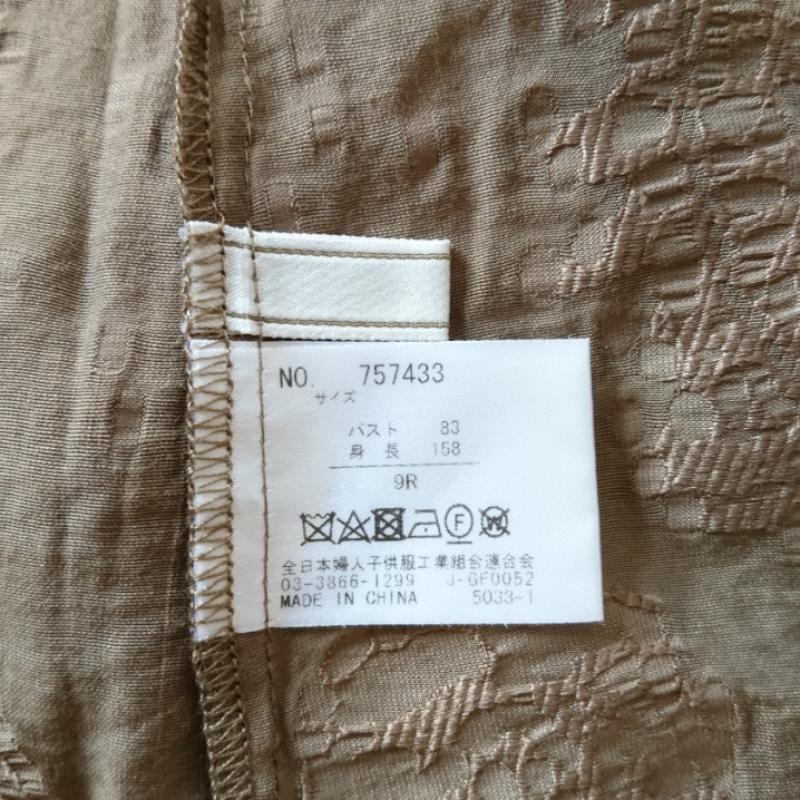 NO. 757433
サイズ
バスト 83
身長 158
9R
F W
全日本婦人子供服工業組合連合会
03-3866-1299 J-GF0052
MADE IN CHINA 5033-1